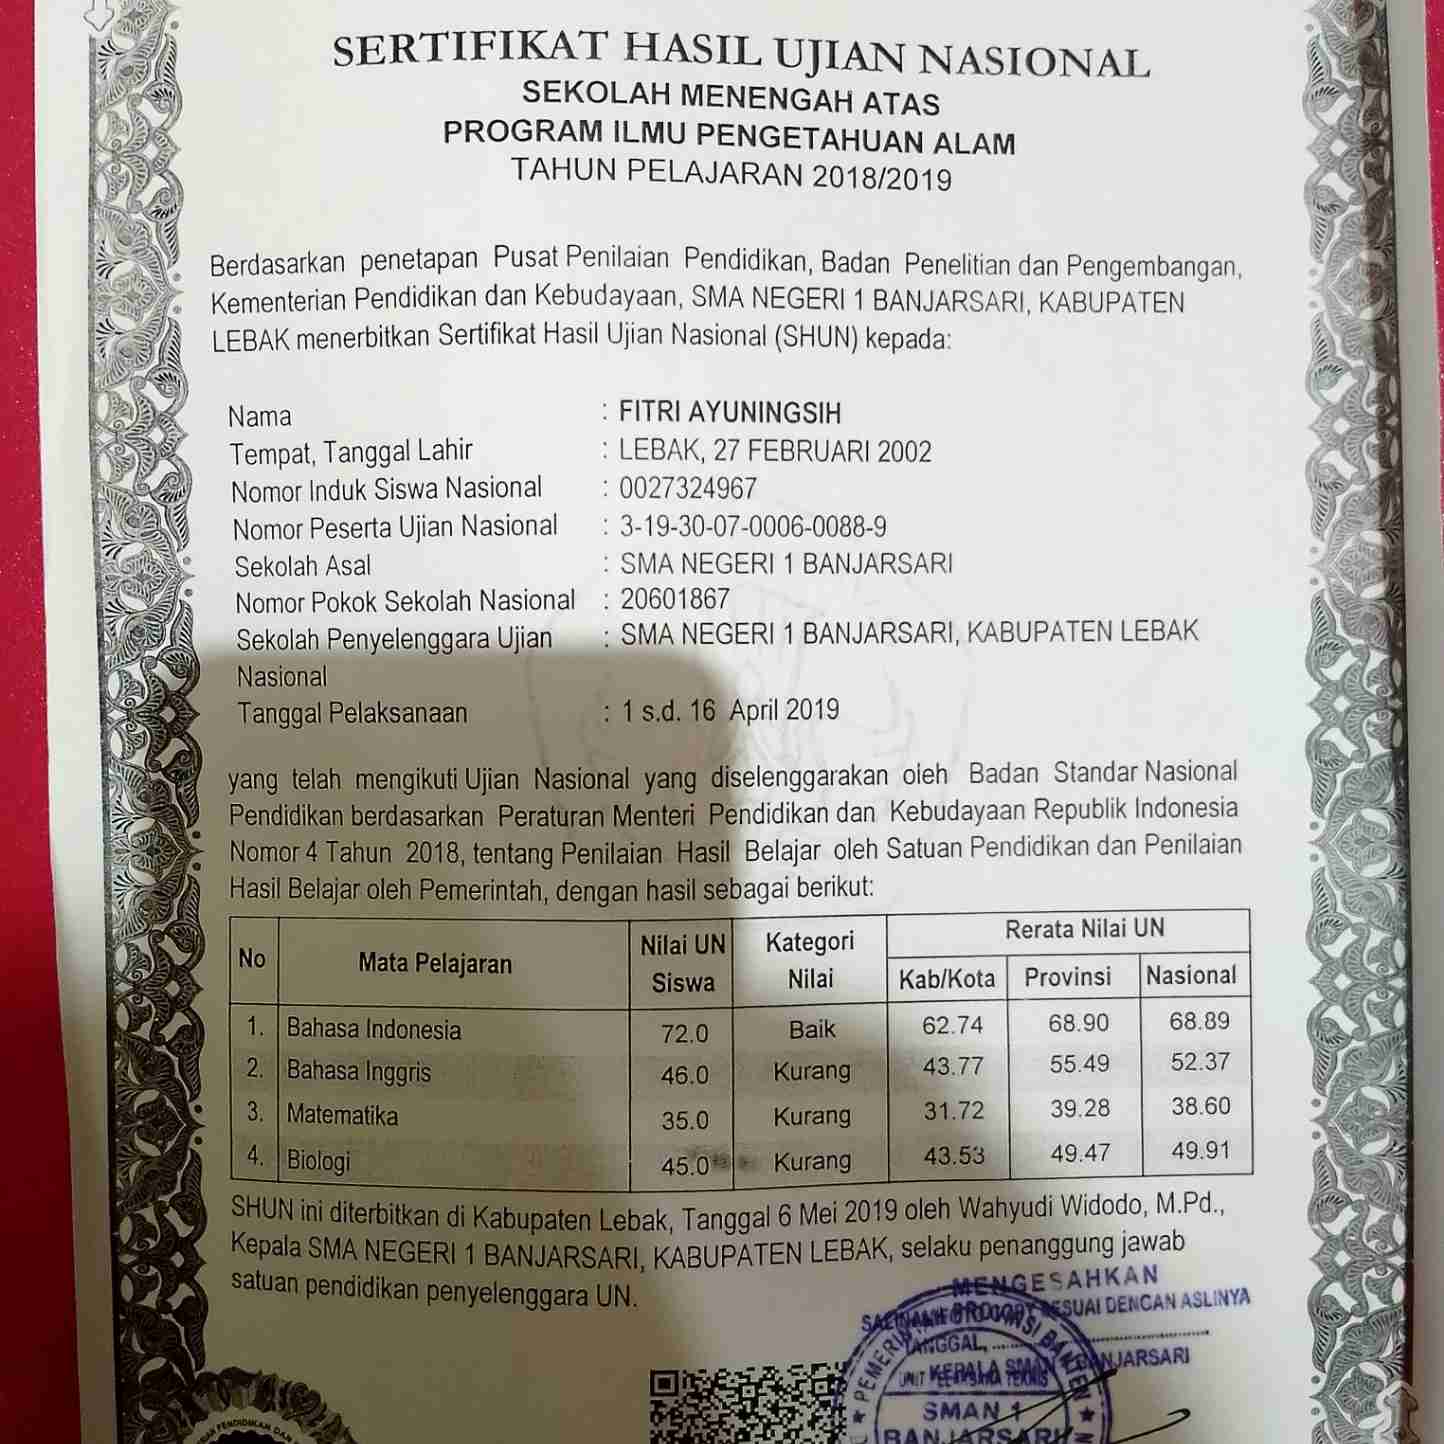 SERTIFIKAT HASIL UJIAN NASIONAL
SEKOLAH MENENGAH ATAS
PROGRAM ILMU PENGETAHUAN ALAM
TAHUN PELAJARAN 2018/2019
Berdasarkan penetapan Pusat Penilaian Pendidikan, Badan Penelitian dan Pengembangan,
Kementerian Pendidikan dan Kebudayaan, SMA NEGERI 1 BANJARSARI, KABUPATEN
LEBAK menerbitkan Sertifikat Hasil Ujian Nasional (SHUN) kepada:
Nama : FITRI AYUNINGSIH
Tempat, Tanggal Lahir : LEBAK, 27 FEBRUARI 2002
Nomor Induk Siswa Nasional : 0027324967
Nomor Peserta Ujian Nasional : 3-19-30-07-0006-0088-9
Sekolah Asal : SMA NEGERI 1 BANJARSARI
Nomor Pokok Sekolah Nasional : 20601867
Sekolah Penyelenggara Ujian : SMA NEGERI 1 BANJARSARI, KABUPATEN LEBAK
Nasional
Tanggal Pelaksanaan : 1 s.d. 16 April 2019
yang telah mengikuti Ujian Nasional yang diselenggarakan oleh Badan Standar Nasional
Pendidikan berdasarkan Peraturan Menteri Pendidikan dan Kebudayaan Republik Indonesia
Nomor 4 Tahun 2018, tentang Penilaian Hasil Belajar oleh Satuan Pendidikan dan Penilaian
Hasil Belajar oleh Pemerintah, dengan hasil sebagai berikut:
No Mata Pelajaran Nilai UN Siswa Kategori Nilai Rerata Nilai UN
Kab/Kota Provinsi Nasional
1. Bahasa Indonesia 72.0 Baik 62.74 68.90 68.89
2. Bahasa Inggris 46.0 Kurang 43.77 55.49 52.37
3. Matematika 35.0 Kurang 31.72 39.28 38.60
4. Biologi 45.0 Kurang 43.53 49.47 49.91
SHUN ini diterbitkan di Kabupaten Lebak, Tanggal 6 Mei 2019 oleh Wahyudi Widodo, M.Pd.,
Kepala SMA NEGERI 1 BANJARSARI, KABUPATEN LEBAK, selaku penanggung jawab
satuan pendidikan penyelenggara UN.
MENGESAHKAN
SESUAI DENGAN ASLINYA
TANGGAL, ..........
KEPALA SMAN BANJARSARI
SMAN 1
BANJARSARI